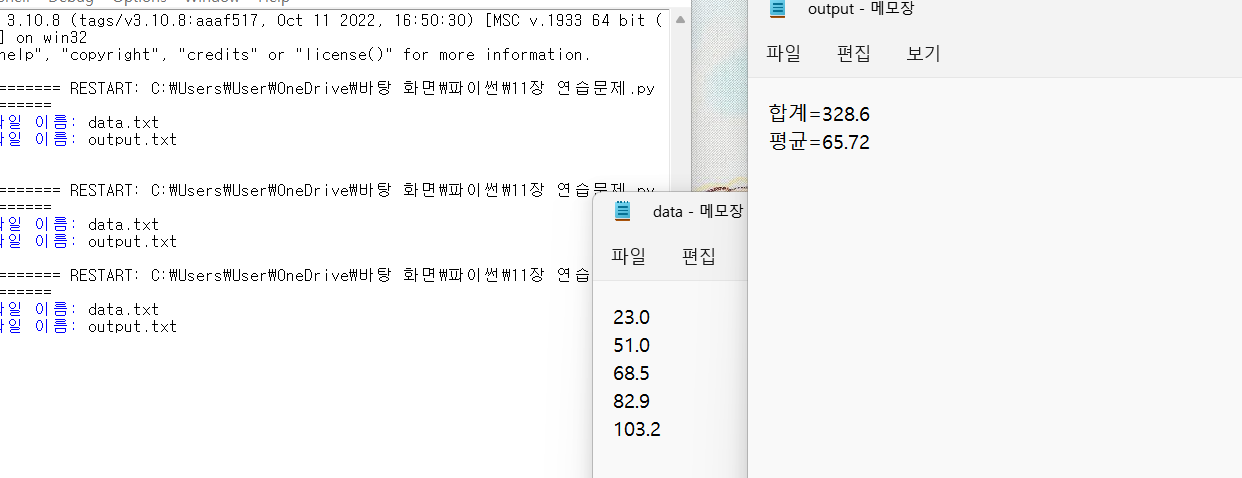 Shell Debug Options Window Help
3.10.8 (tags/v3.10.8:aaaf517, Oct 11 2022, 16:50:30) [MSC v.1933 64 bit (
] on win32
help", "copyright", "credits" or "license()" for more information.
======= RESTART: C:\Users\User\OneDrive\바탕 화면\파이썬\11장 연습문제.py
======
파일 이름: data.txt
파일 이름: output.txt
======= RESTART: C:\Users\User\OneDrive\바탕 화면\파이썬\11장 연습문제.py
======
파일 이름: data.txt
파일 이름: output.txt
======= RESTART: C:\Users\User\OneDrive\바탕 화면\파이썬\11장 연습
======
파일 이름: data.txt
파일 이름: output.txt
data - 메모장
파일 편집
23.0
51.0
68.5
82.9
103.2
output - 메모장
파일 편집 보기
합계=328.6
평균=65.72